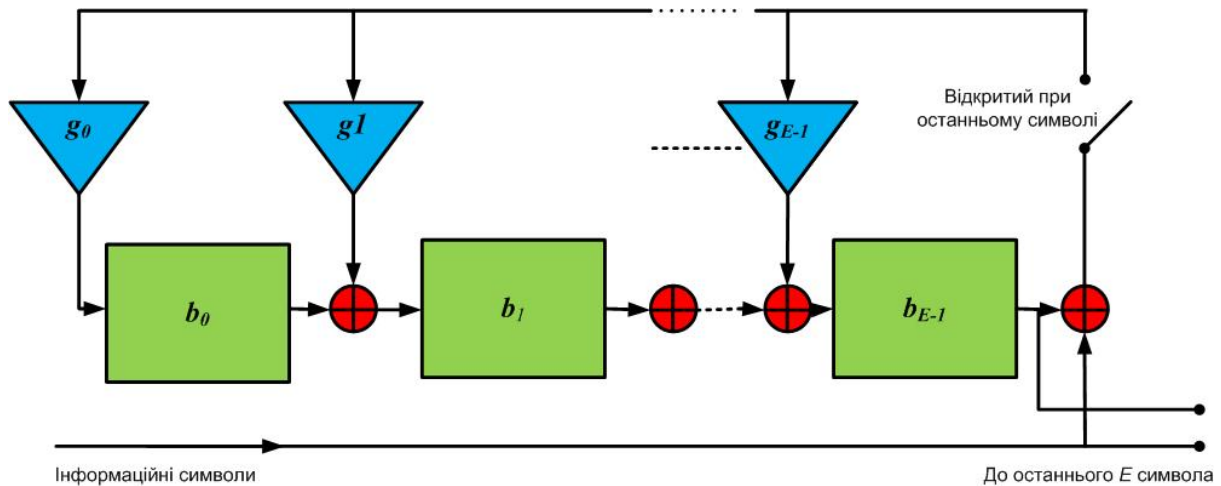 g0
g1
gE-1
Відкритий при
останньому символі
b0
b1
bE-1
Інформаційні символи
До останнього E символа